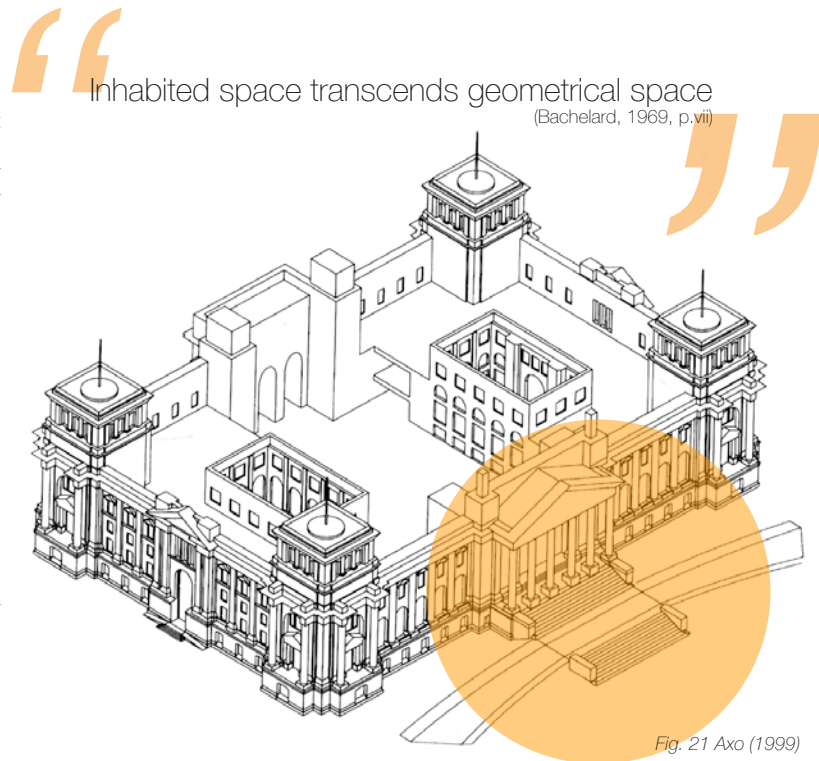 “
Inhabited space transcends geometrical space
(Bachelard, 1969, p.vii)
”
Fig. 21 Axo (1999)